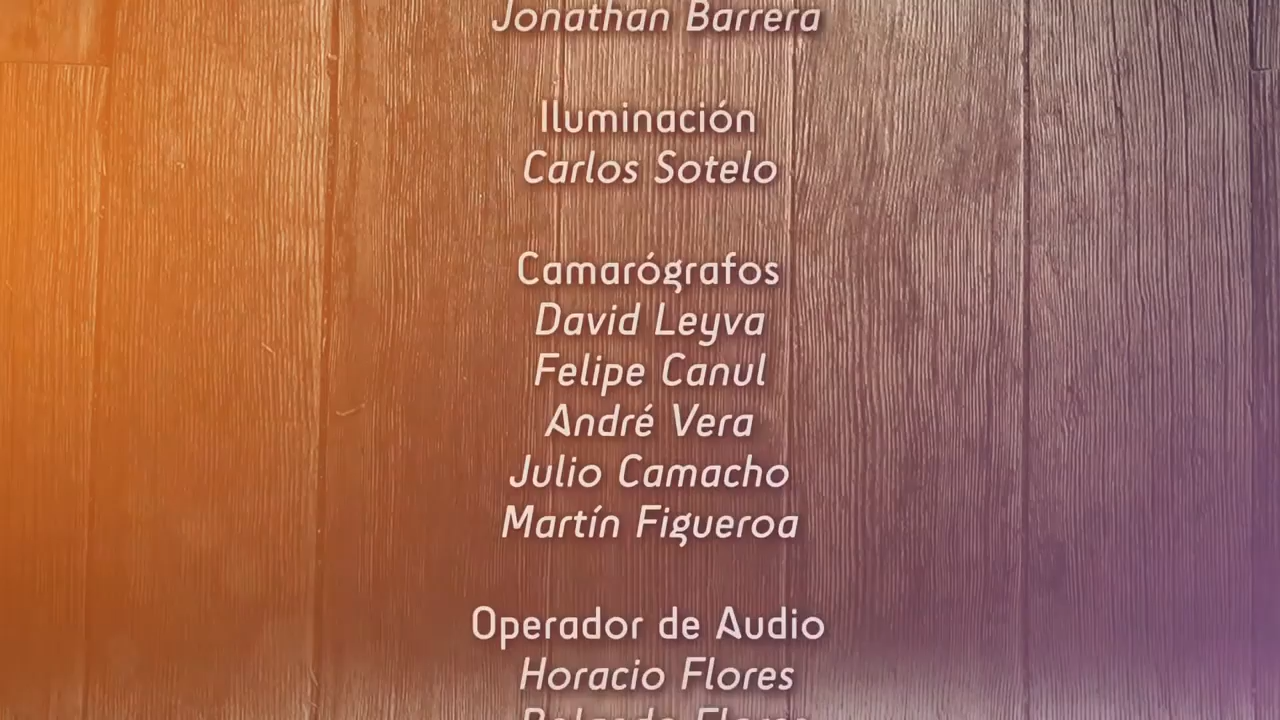 Jonathan Barrera
Iluminación
Carlos Sotelo
Camarógrafos
David Leyva
Felipe Canul
André Vera
Julio Camacho
Martín Figueroa
Operador de Audio
Horacio Flores